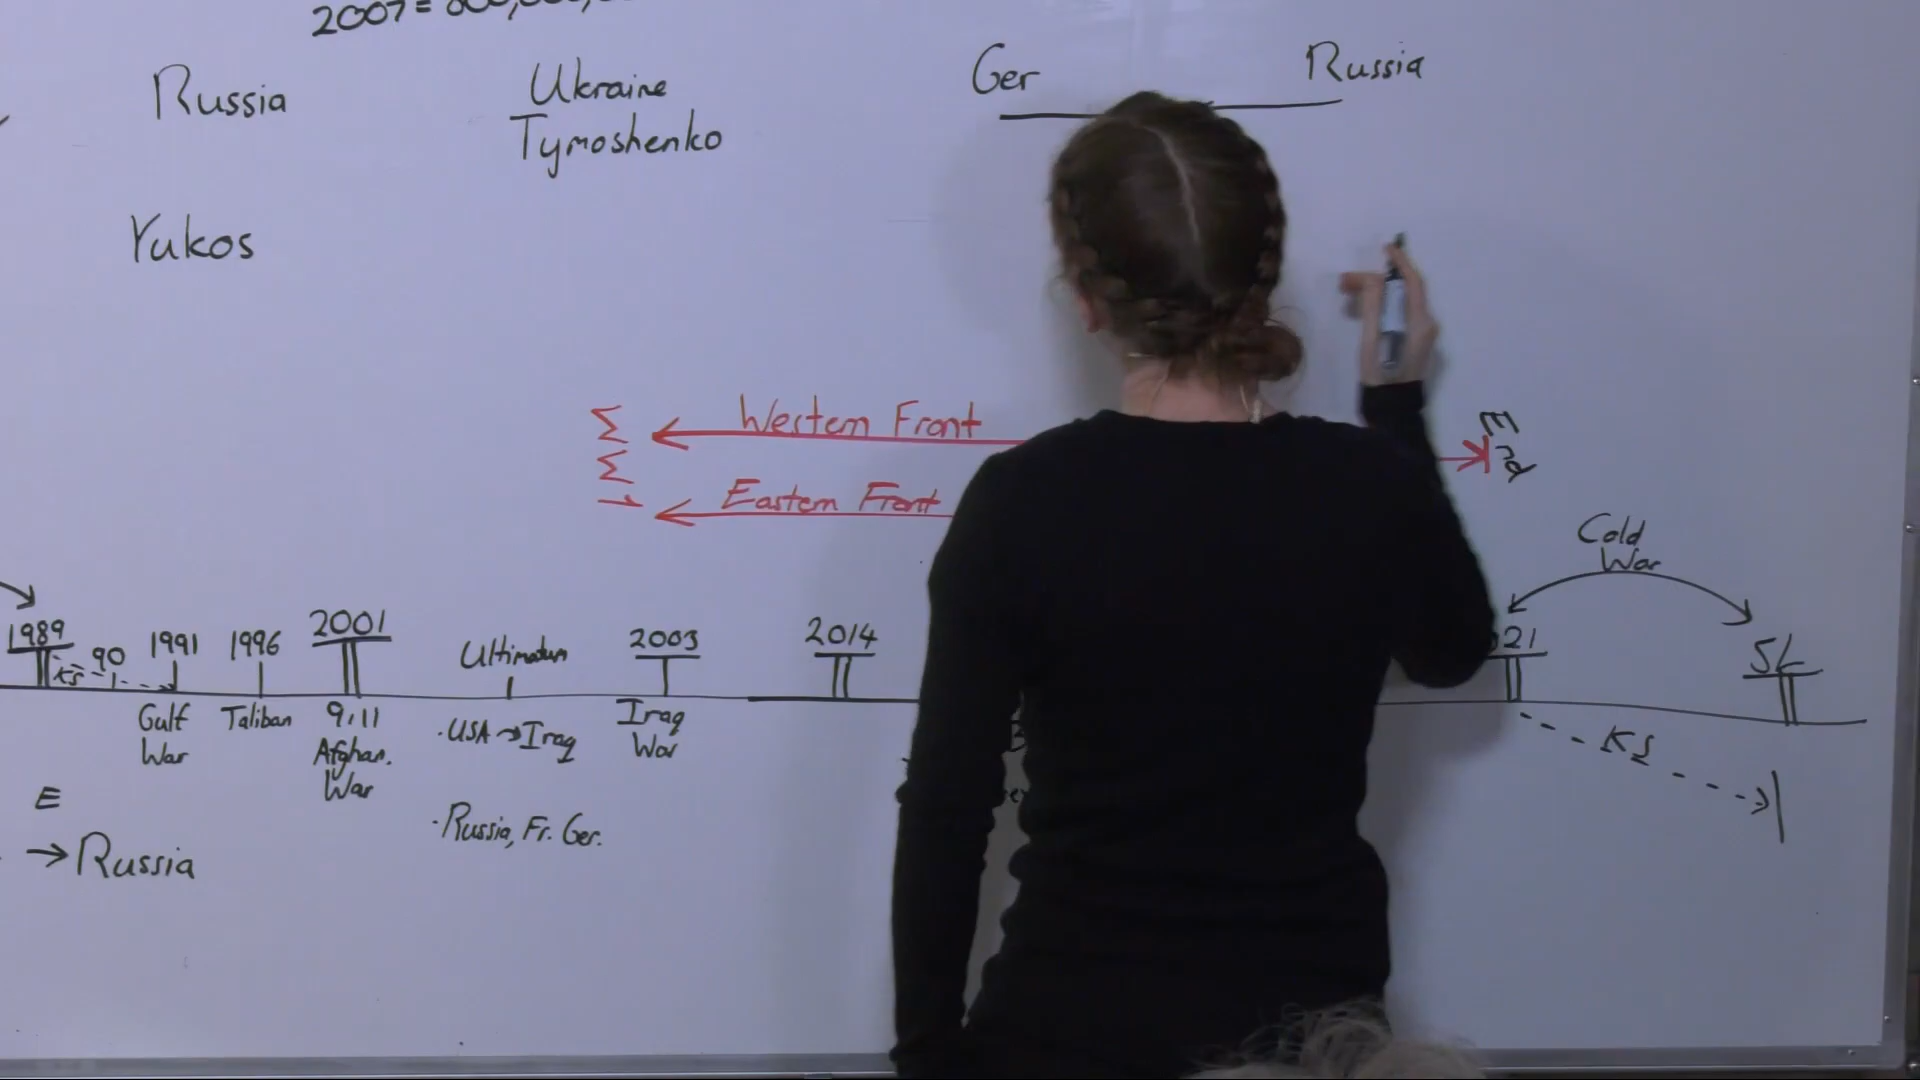 2007 =
Russia
Ukraine
Tymoshenko
Ger
Russia
Yukos
Western Front
Eastern Front
End
Cold
War
1989
90
1991
1996
2001
Ultimatum
2003
2014
SL
KS
Gulf
War
Taliban
9/11
Afghan.
War
·USA → Iraq
Iraq
War
KS
E
→ Russia
·Russia, Fr. Ger.